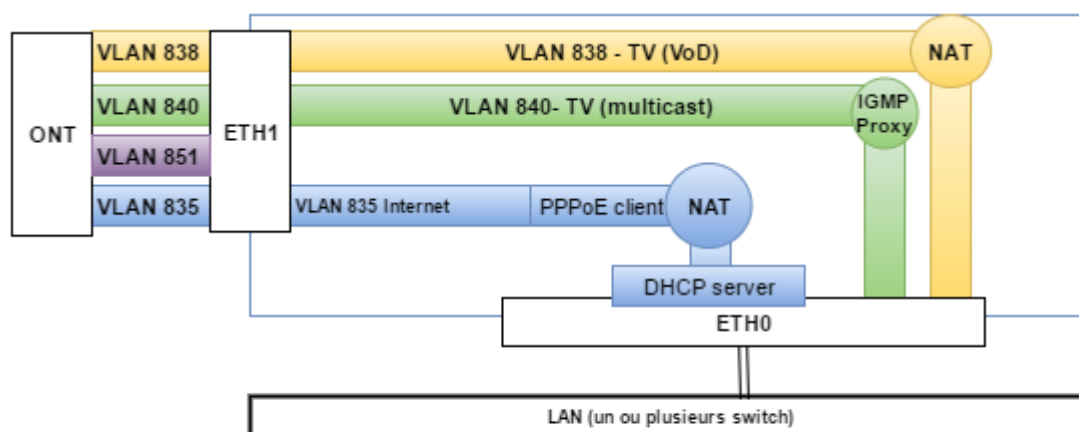 VLAN 838
VLAN 838 - TV (VoD)
NAT
VLAN 840
VLAN 840- TV (multicast)
IGMP
Proxy
ONT
ETH1
VLAN 851
VLAN 835
VLAN 835 Internet
PPPoE client
NAT
DHCP server
ETH0
LAN (un ou plusieurs switch)